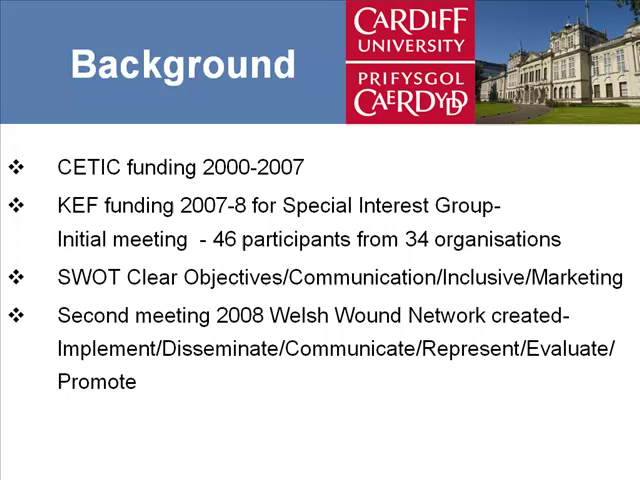 Background
CARDIFF
UNIVERSITY
PRIFYSGOL
CAERDYDD
CETIC funding 2000-2007
KEF funding 2007-8 for Special Interest Group-
Initial meeting - 46 participants from 34 organisations
SWOT Clear Objectives/Communication/Inclusive/Marketing
Second meeting 2008 Welsh Wound Network created-
Implement/Disseminate/Communicate/Represent/Evaluate/
Promote